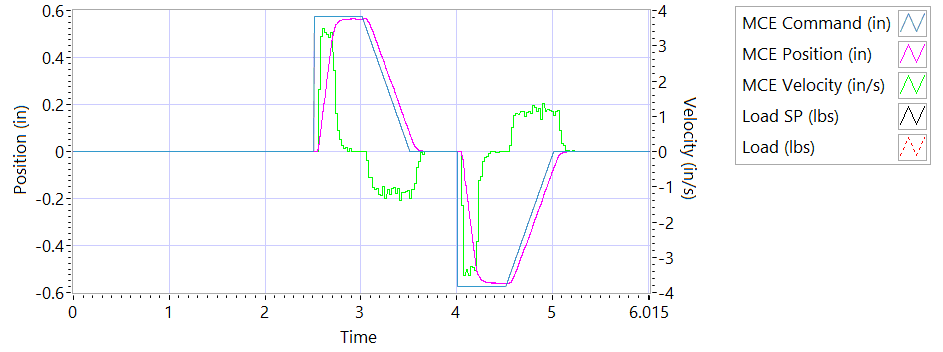 0.6
0.4
0.2
0
-0.2
-0.4
-0.6
Position (in)
4
3
2
1
0
-1
-2
-3
-4
Velocity (in/s)
0 1 2 3 4 5 6.015
Time
MCE Command (in)
MCE Position (in)
MCE Velocity (in/s)
Load SP (lbs)
Load (lbs)